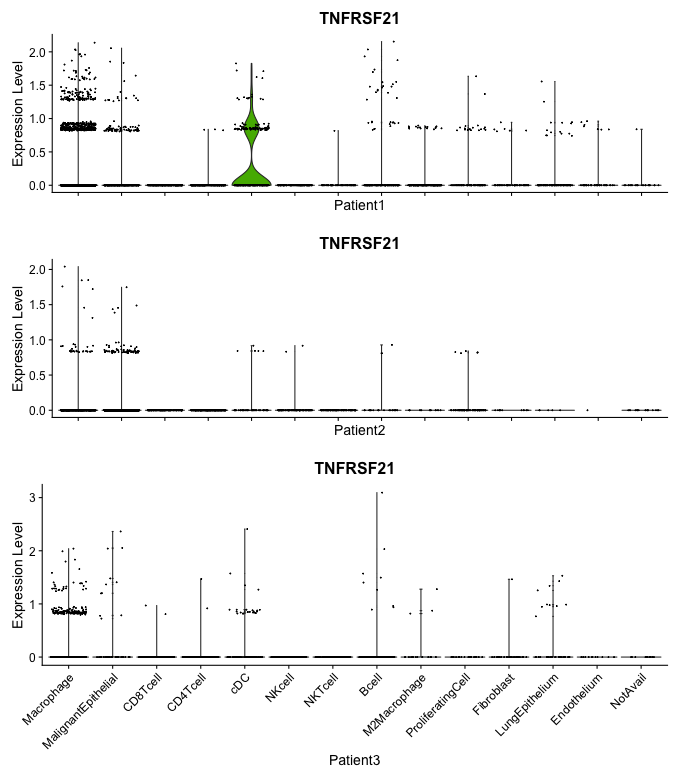 TNFRSF21
Expression Level
2.0
1.5
1.0
0.5
0.0
Patient1
TNFRSF21
Expression Level
2.0
1.5
1.0
0.5
0.0
Patient2
TNFRSF21
Expression Level
3
2
1
0
Macrophage
MalignantEpithelial
CD8Tcell
CD4Tcell
cDC
NKcell
NKTcell
Bcell
M2Macrophage
ProliferatingCell
Fibroblast
LungEpithelium
Endothelium
NotAvail
Patient3